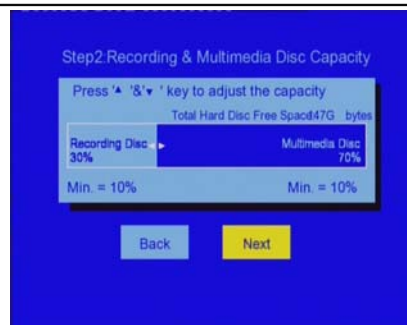 Step2:Recording & Multimedia Disc Capacity
Press '▲ '&'▼ ' key to adjust the capacity
Total Hard Disc Free Space147G bytes
Recording Disc ◄ ► Multimedia Disc
30% 70%
Min. = 10% Min. = 10%
Back Next